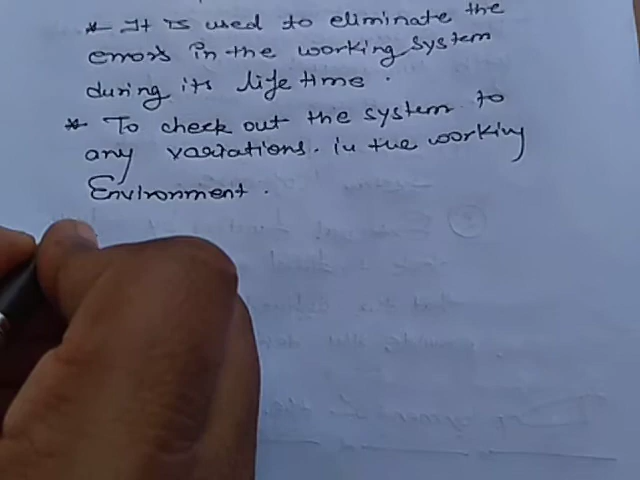 * It is used to eliminate the
errors in the working system
during its life time.
* To check out the system to
any variations. in the working
Environment.